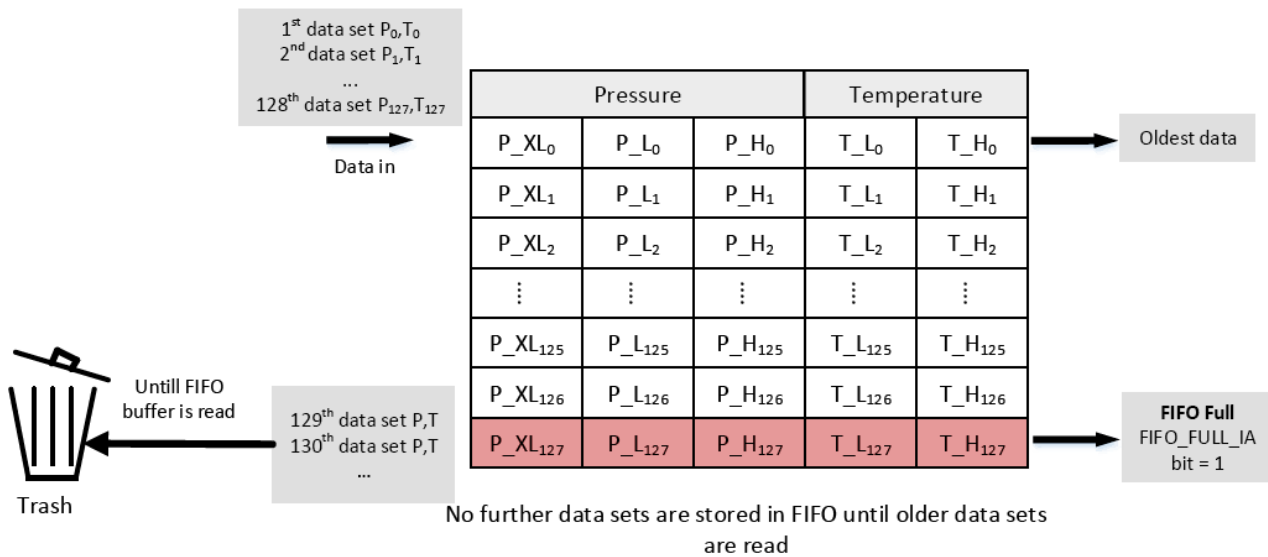 1st data set P0,T0
2nd data set P1,T1
...
128th data set P127,T127
Data in
Pressure Temperature
P_XL0 P_L0 P_H0 T_L0 T_H0
Oldest data
P_XL1 P_L1 P_H1 T_L1 T_H1
P_XL2 P_L2 P_H2 T_L2 T_H2
⋮ ⋮ ⋮ ⋮ ⋮
P_XL125 P_L125 P_H125 T_L125 T_H125
P_XL126 P_L126 P_H126 T_L126 T_H126
P_XL127 P_L127 P_H127 T_L127 T_H127
FIFO Full
FIFO_FULL_IA
bit = 1
Untill FIFO
buffer is read
129th data set P,T
130th data set P,T
...
Trash
No further data sets are stored in FIFO until older data sets
are read